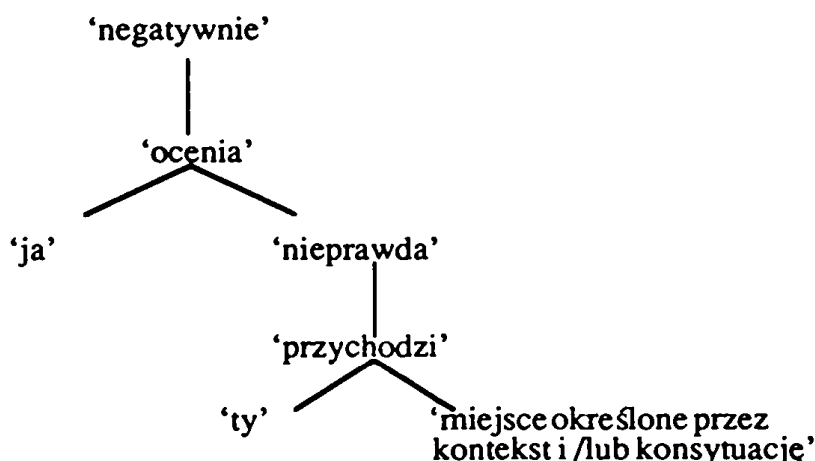 ‘negatywnie’
‘ocenia’
‘ja’ ‘nieprawda’
‘przychodzi’
‘ty’ ‘miejsce określone przez
kontekst i /lub konsytuację’